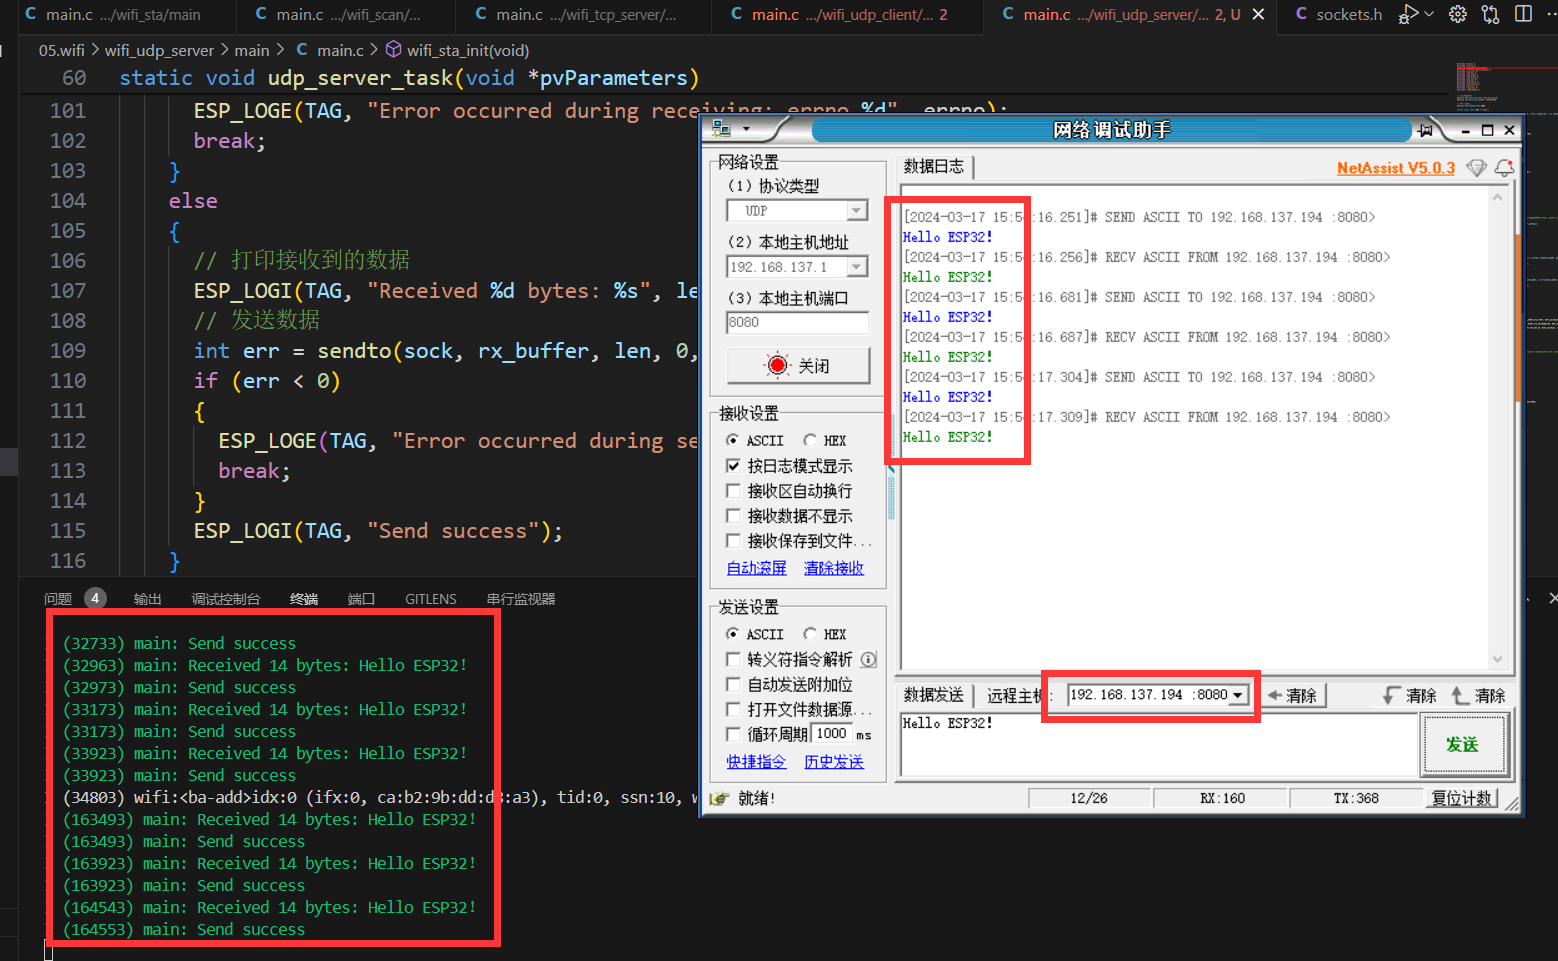 main.c .../wifi_sta/main
main.c .../wifi_scan/...
main.c .../wifi_tcp_server/...
main.c .../wifi_udp_client/... 2
main.c .../wifi_udp_server/... 2, U
sockets.h
05.wifi > wifi_udp_server > main > C main.c > wifi_sta_init(void)
60 static void udp_server_task(void *pvParameters)
101 ESP_LOGE(TAG, "Error occurred during receiving: errno %d", errno);
102 break;
103 }
104 else
105 {
106 // 打印接收到的数据
107 ESP_LOGI(TAG, "Received %d bytes: %s", le
108 // 发送数据
109 int err = sendto(sock, rx_buffer, len, 0,
110 if (err < 0)
111 {
112 ESP_LOGE(TAG, "Error occurred during se
113 break;
114 }
115 ESP_LOGI(TAG, "Send success");
116 }
问题 4 输出 调试控制台 终端 端口 GITLENS 串行监视器
(32733) main: Send success
(32963) main: Received 14 bytes: Hello ESP32!
(32973) main: Send success
(33173) main: Received 14 bytes: Hello ESP32!
(33173) main: Send success
(33923) main: Received 14 bytes: Hello ESP32!
(33923) main: Send success
(34803) wifi:<ba-add>idx:0 (ifx:0, ca:b2:9b:dd:d3:a3), tid:0, ssn:10, w
(163493) main: Received 14 bytes: Hello ESP32!
(163493) main: Send success
(163923) main: Received 14 bytes: Hello ESP32!
(163923) main: Send success
(164543) main: Received 14 bytes: Hello ESP32!
(164553) main: Send success
网络调试助手
网络设置
(1) 协议类型
UDP
(2) 本地主机地址
192.168.137.1
(3) 本地主机端口
8080
关闭
接收设置
ASCII HEX
按日志模式显示
接收区自动换行
接收数据不显示
接收保存到文件...
自动滚屏 清除接收
发送设置
ASCII HEX
转义符指令解析
自动发送附加位
打开文件数据源...
循环周期 1000 ms
快捷指令 历史发送
数据日志
NetAssist V5.0.3
[2024-03-17 15:5 :16.251]# SEND ASCII TO 192.168.137.194 :8080>
Hello ESP32!
[2024-03-17 15:5 :16.256]# RECV ASCII FROM 192.168.137.194 :8080>
Hello ESP32!
[2024-03-17 15:5 :16.681]# SEND ASCII TO 192.168.137.194 :8080>
Hello ESP32!
[2024-03-17 15:5 :16.687]# RECV ASCII FROM 192.168.137.194 :8080>
Hello ESP32!
[2024-03-17 15:5 :17.304]# SEND ASCII TO 192.168.137.194 :8080>
Hello ESP32!
[2024-03-17 15:5 :17.309]# RECV ASCII FROM 192.168.137.194 :8080>
Hello ESP32!
数据发送 远程主机: 192.168.137.194 :8080 清除 清除 清除
Hello ESP32!
发送
就绪! 12/26 RX:160 TX:368 复位计数